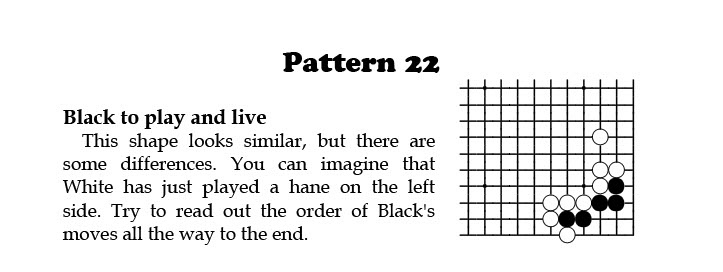 Pattern 22
Black to play and live
This shape looks similar, but there are
some differences. You can imagine that
White has just played a hane on the left
side. Try to read out the order of Black's
moves all the way to the end.